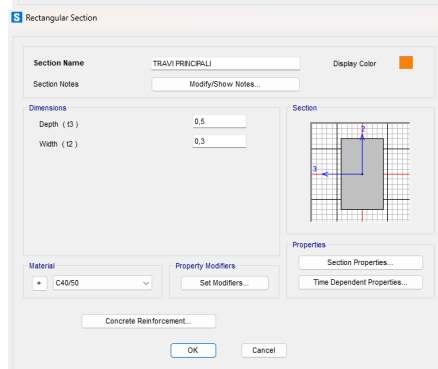 S Rectangular Section
Section Name TRAVI PRINCIPALI Display Color
Section Notes Modify/Show Notes...
Dimensions Section
Depth ( t3 ) 0,5
Width ( t2 ) 0,3
2
3
Properties
Material Property Modifiers Section Properties...
+ C40/50 Set Modifiers... Time Dependent Properties...
Concrete Reinforcement...
OK Cancel